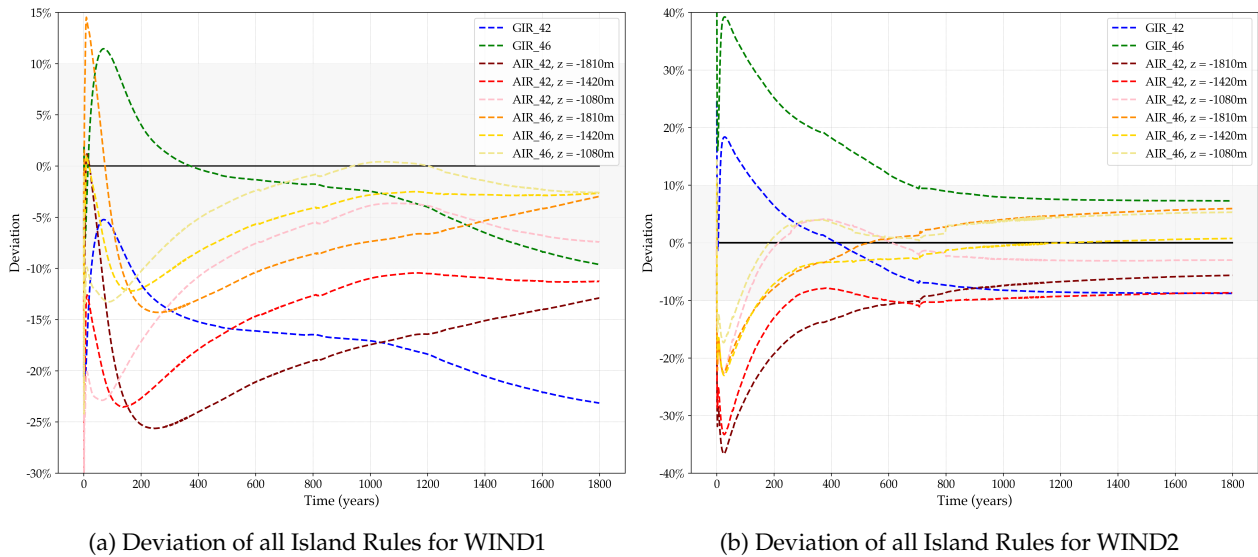 15%
10%
5%
0%
-5%
-10%
-15%
-20%
-25%
-30%
Deviation
0
200
400
600
800
1000
1200
1400
1600
1800
Time (years)
GIR_42
GIR_46
AIR_42, z = -1810m
AIR_42, z = -1420m
AIR_42, z = -1080m
AIR_46, z = -1810m
AIR_46, z = -1420m
AIR_46, z = -1080m
(a) Deviation of all Island Rules for WIND1
40%
30%
20%
10%
0%
-10%
-20%
-30%
-40%
Deviation
0
200
400
600
800
1000
1200
1400
1600
1800
Time (years)
GIR_42
GIR_46
AIR_42, z = -1810m
AIR_42, z = -1420m
AIR_42, z = -1080m
AIR_46, z = -1810m
AIR_46, z = -1420m
AIR_46, z = -1080m
(b) Deviation of all Island Rules for WIND2